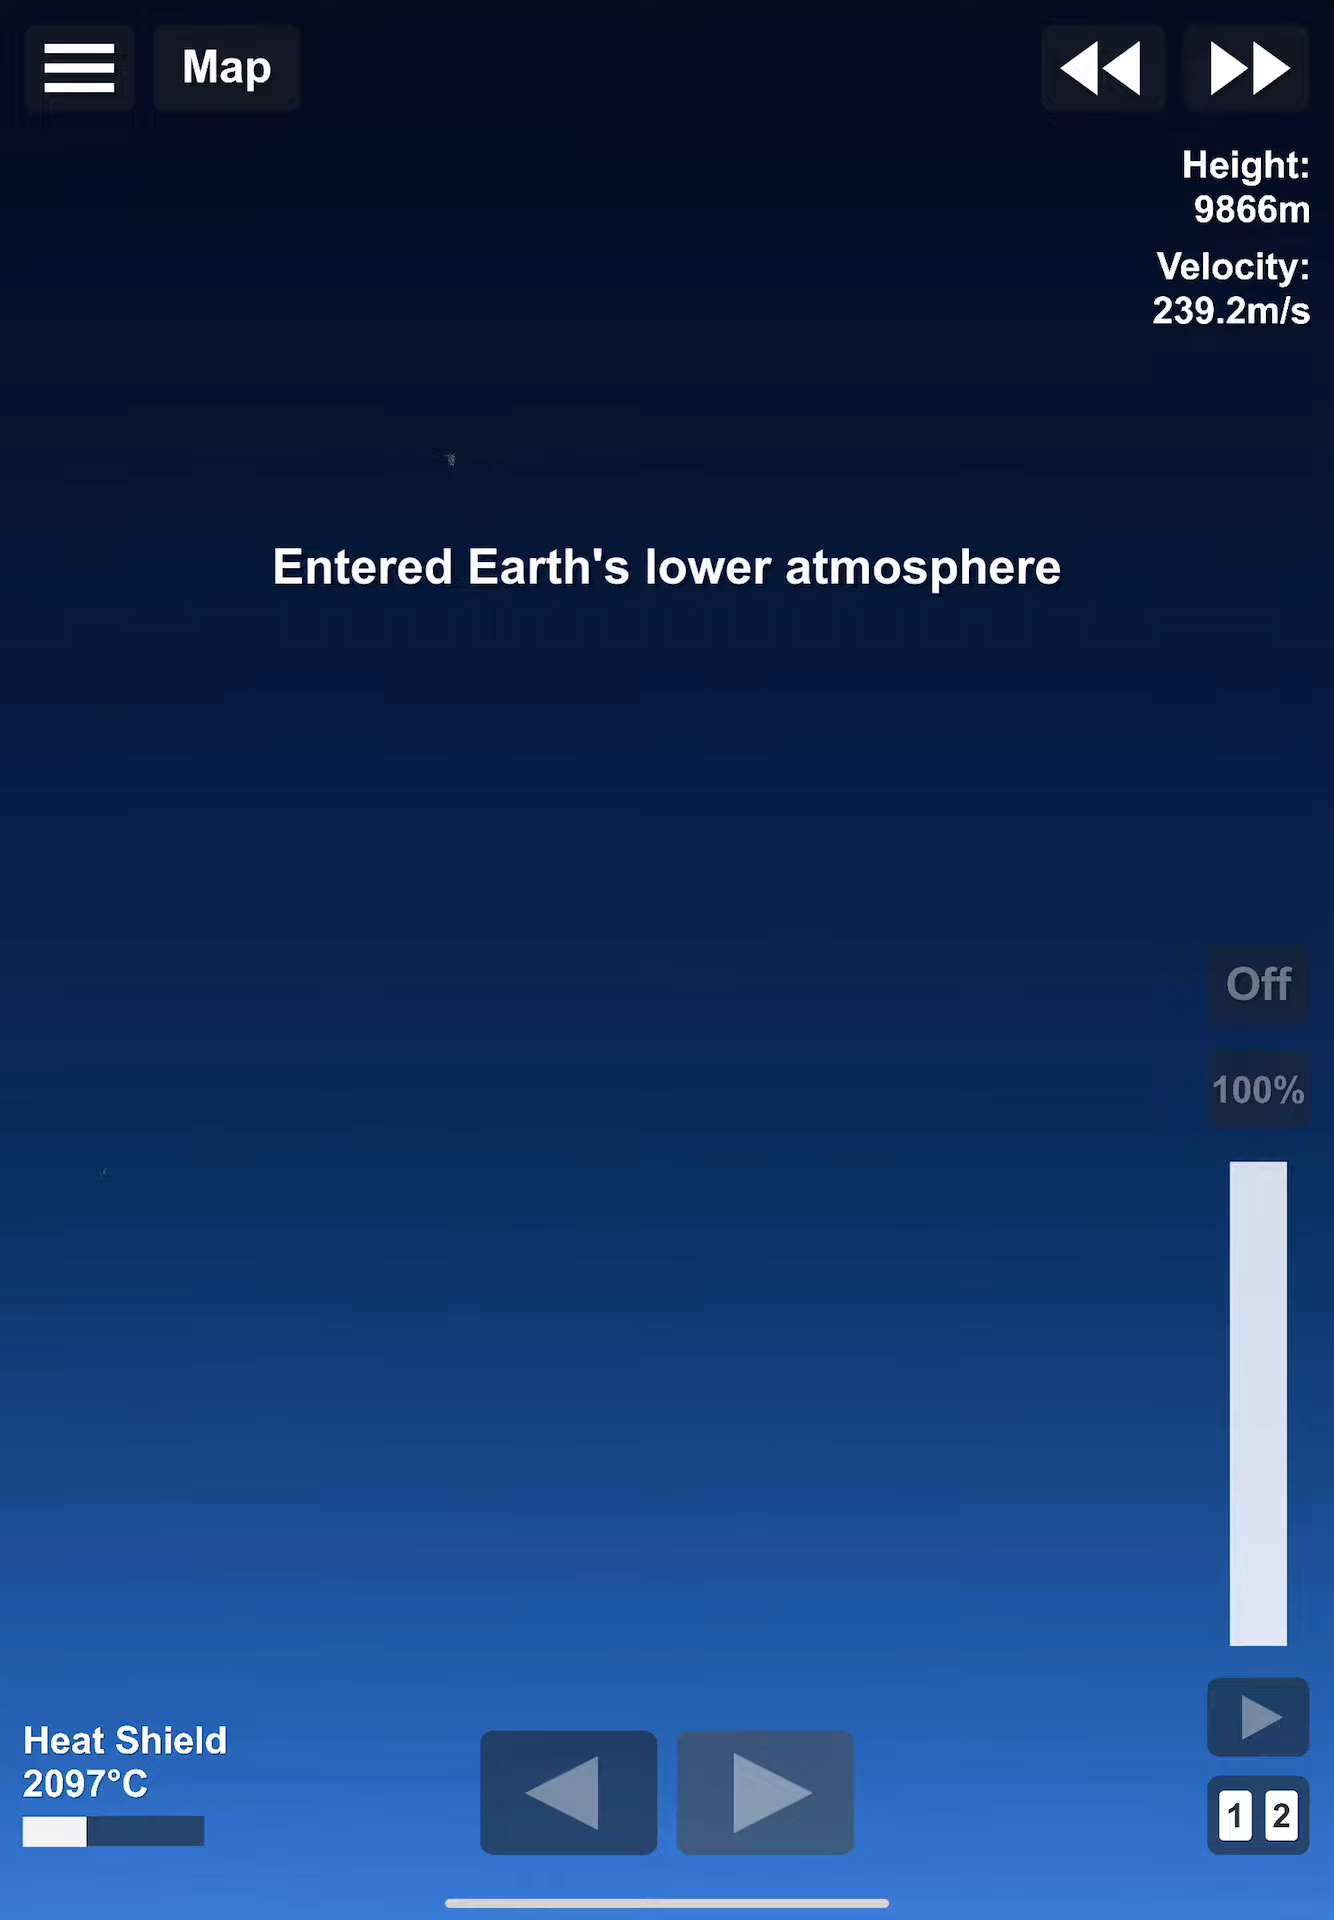 Map
Height:
9866m
Velocity:
239.2m/s
Entered Earth's lower atmosphere
Off
100%
Heat Shield
2097°C
1 2